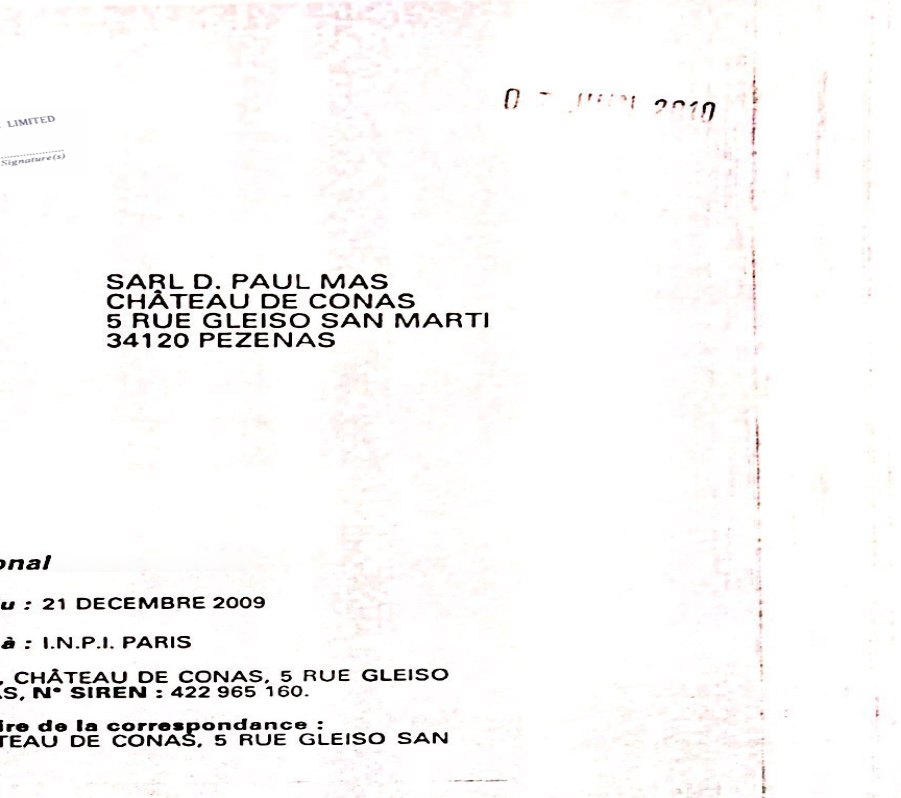 LIMITED
Signature(s)
2010
SARL D. PAUL MAS
CHÂTEAU DE CONAS
5 RUE GLEISO SAN MARTI
34120 PEZENAS
onal
u : 21 DECEMBRE 2009
à : I.N.P.I. PARIS
, CHÂTEAU DE CONAS, 5 RUE GLEISO
S, N° SIREN : 422 965 160.
ire de la correspondance :
TEAU DE CONAS, 5 RUE GLEISO SAN